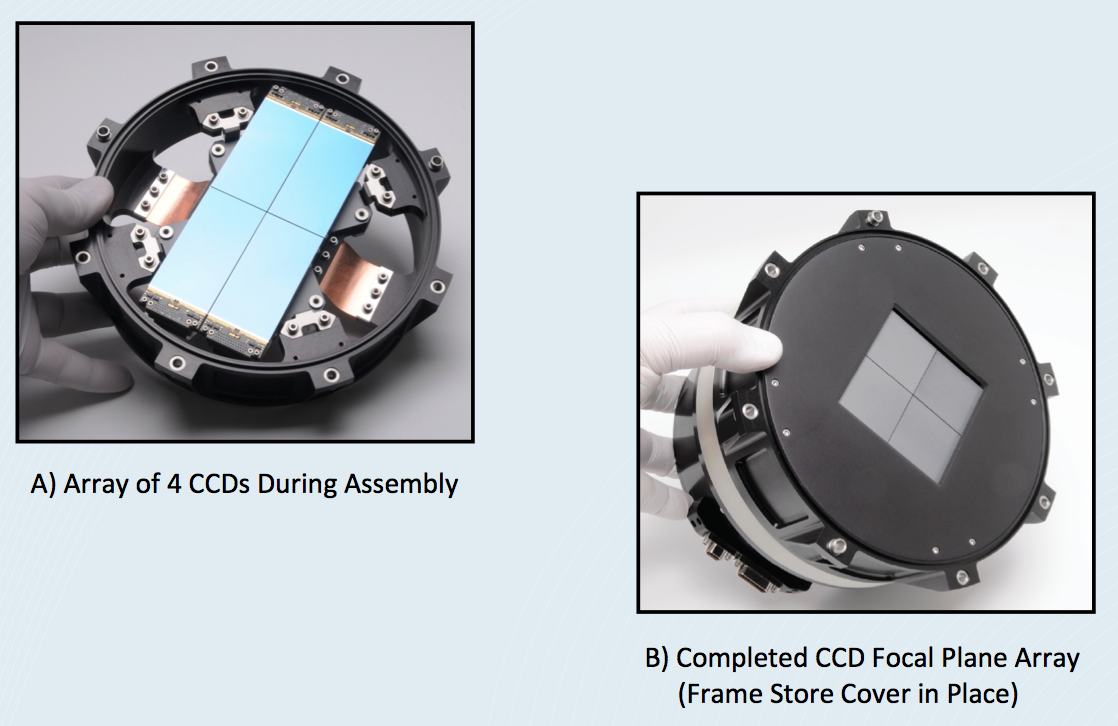 A) Array of 4 CCDs During Assembly
B) Completed CCD Focal Plane Array
(Frame Store Cover in Place)